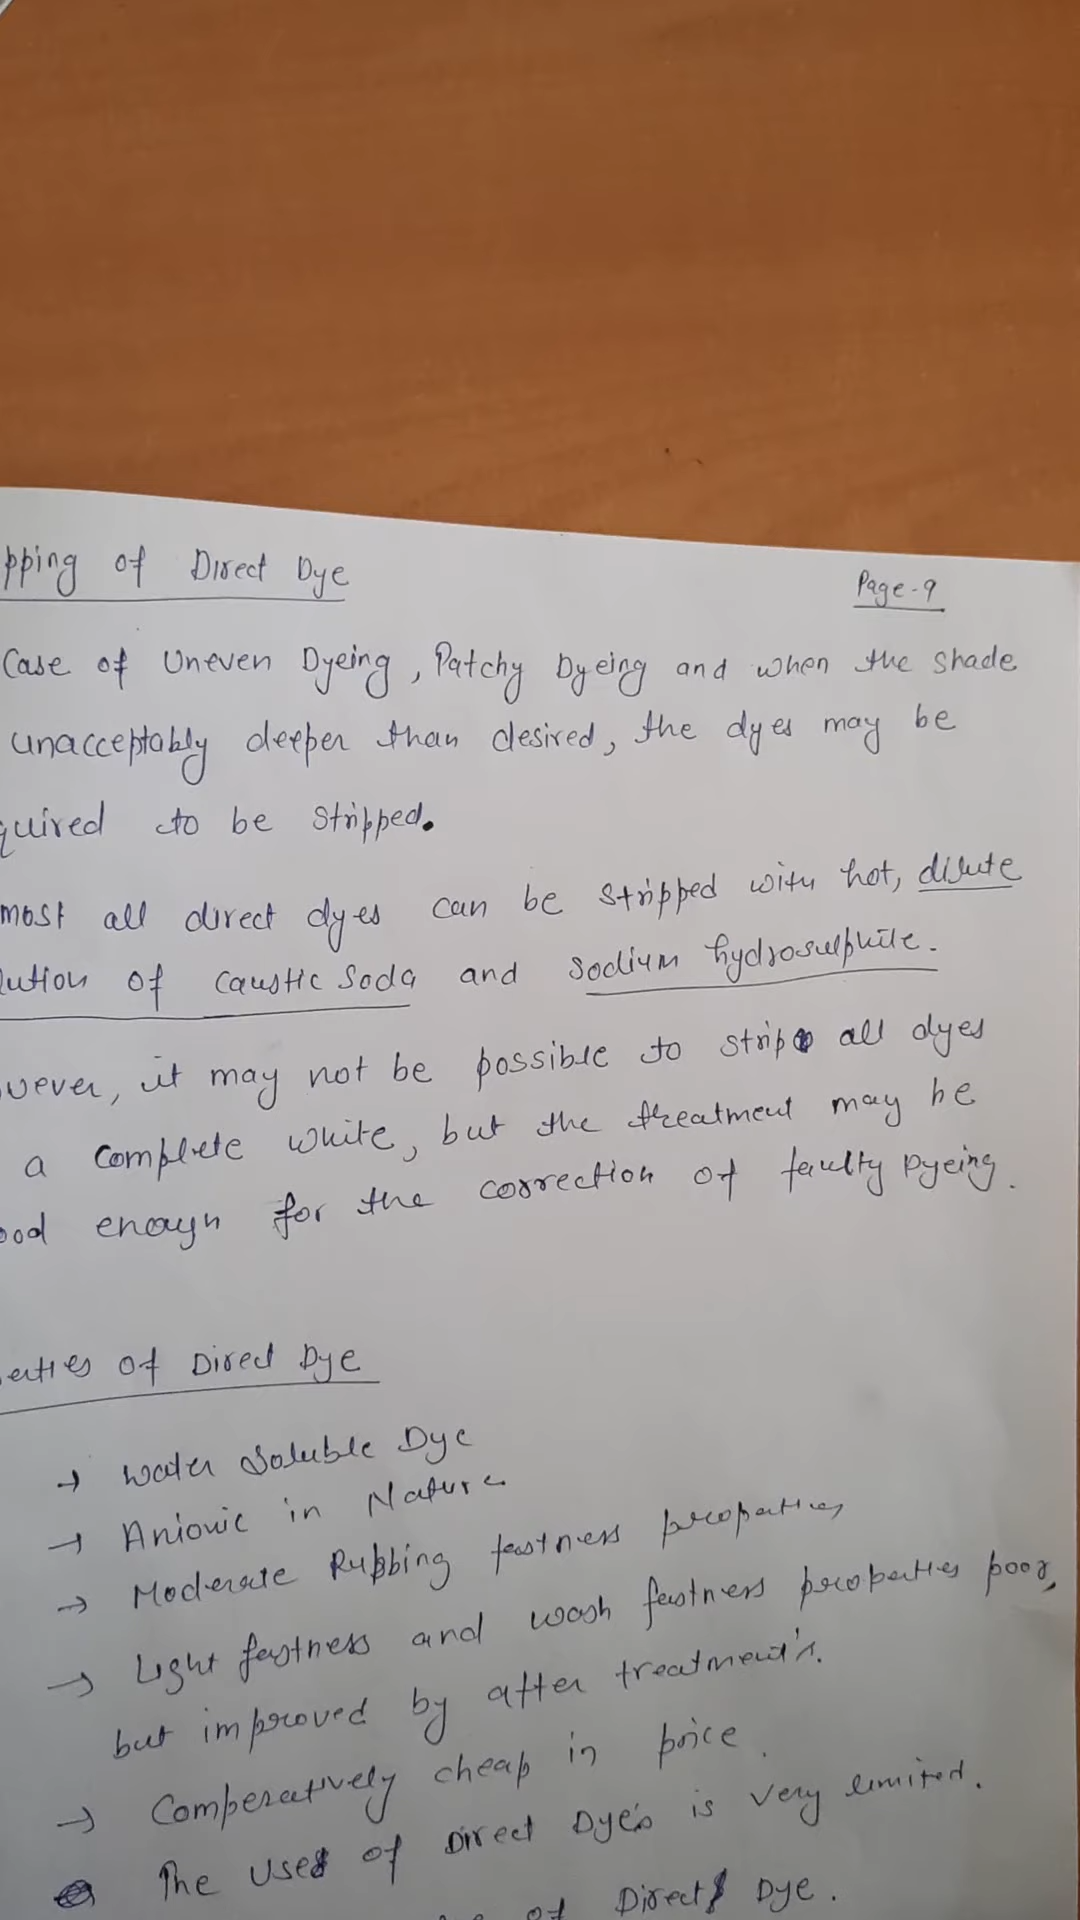 pping of Direct Dye
Page-9
Case of Uneven Dyeing, Patchy Dyeing and when the shade
unacceptably deeper than desired, the dyes may be
quired to be stripped.
most all direct dyes can be stripped with hot, dilute
lution of caustic soda and sodium hydrosulphite.
wever, it may not be possible to strip all dyes
a complete white, but the treatment may be
ood enough for the correction of faulty Dyeing.
erties of Direct Dye
→ Water Soluble Dye
→ Anionic in Nature
→ Moderate Rubbing fastness properties
→ Light fastness and wash fastness properties poor,
but improved by after treatment's.
→ Comperatively cheap in price.
The Uses of Direct Dye's is very limited.
of Direct Dye.